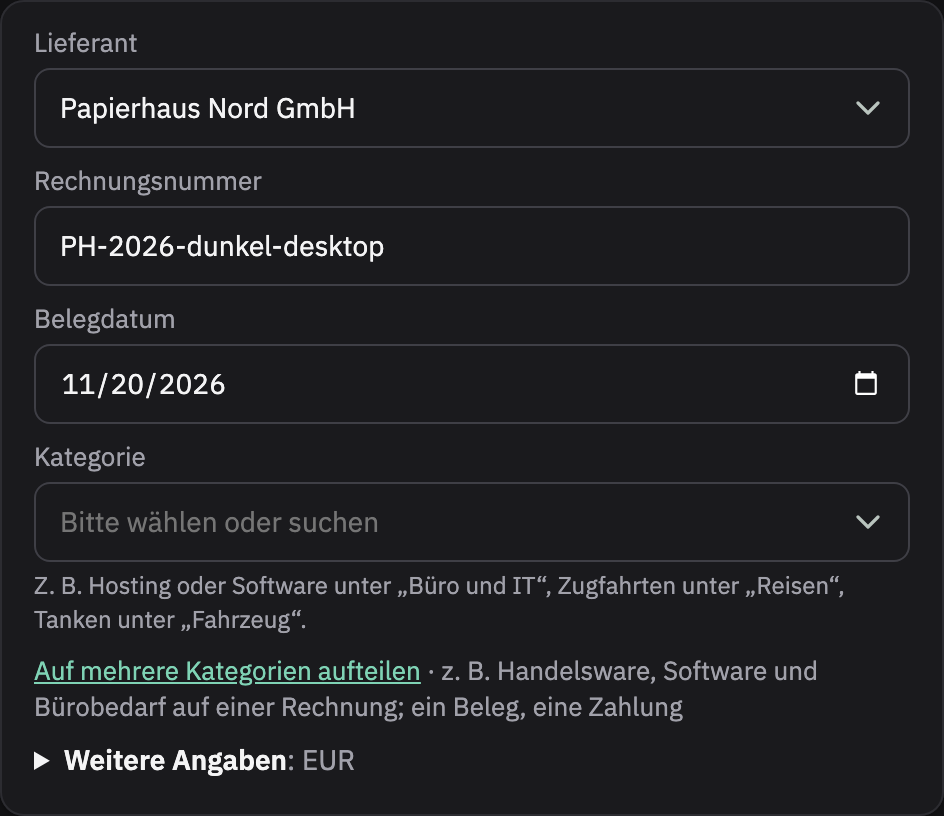 Lieferant
Papierhaus Nord GmbH
Rechnungsnummer
PH-2026-dunkel-desktop
Belegdatum
11/20/2026
Kategorie
Bitte wählen oder suchen
Z. B. Hosting oder Software unter „Büro und IT“, Zugfahrten unter „Reisen“,
Tanken unter „Fahrzeug“.
Auf mehrere Kategorien aufteilen · z. B. Handelsware, Software und
Bürobedarf auf einer Rechnung; ein Beleg, eine Zahlung
Weitere Angaben: EUR